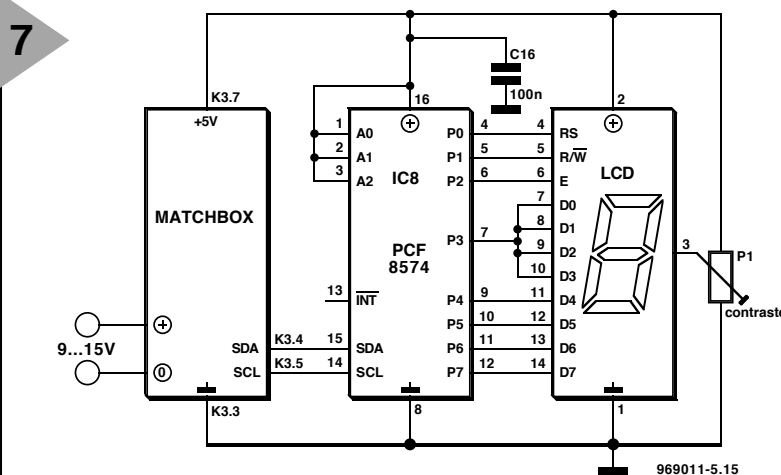 7
C16
100n
K3.7
+5V
MATCHBOX
9...15V
+
0
SDA
SCL
K3.4
K3.5
K3.3
16
+
1
2
3
A0
A1
A2
IC8
PCF
8574
13
INT
15
14
SDA
SCL
8
P0
P1
P2
P3
P4
P5
P6
P7
4
5
6
7
9
10
11
12
4
5
6
7
8
9
10
11
12
13
14
2
+
RS
R/W
E
D0
D1
D2
D3
D4
D5
D6
D7
LCD
1
3
P1
contraste
969011-5.15